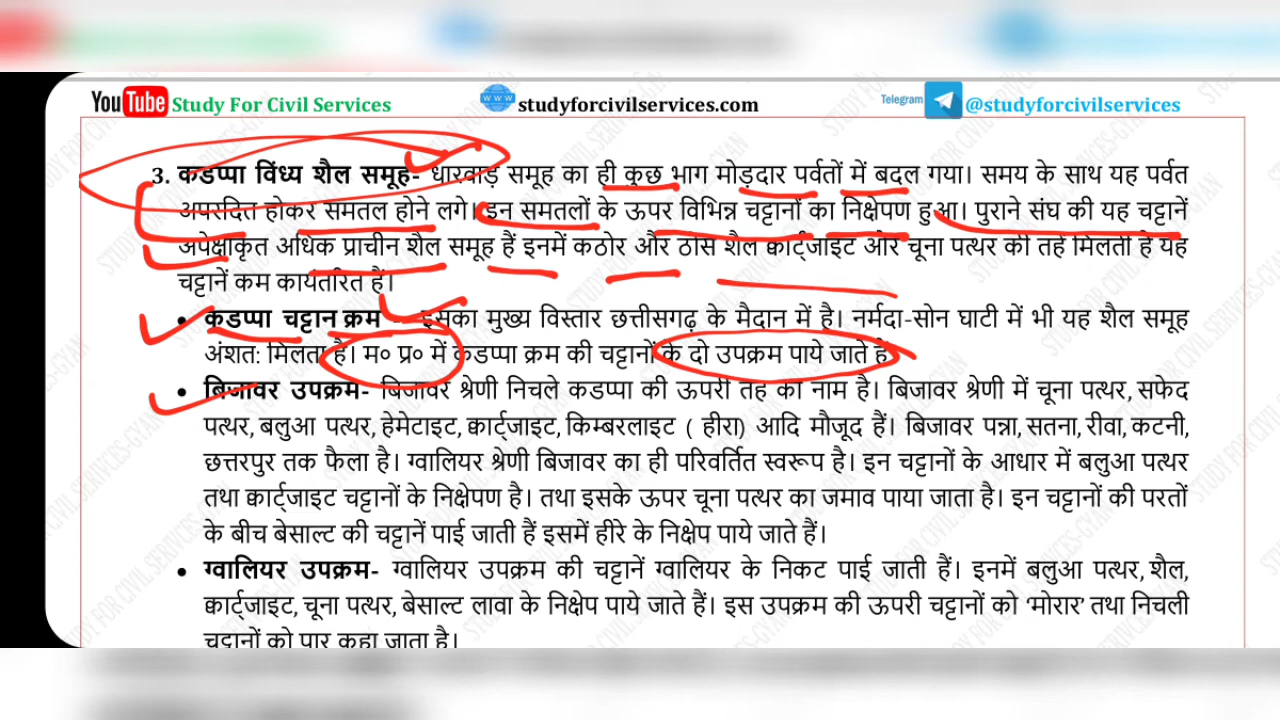 YouTube Study For Civil Services
www studyforcivilservices.com
Telegram @studyforcivilservices
3. कडप्पा विंध्य शैल समूह- धारवाड़ समूह का ही कुछ भाग मोड़दार पर्वतों में बदल गया। समय के साथ यह पर्वत
अपरदित होकर समतल होने लगे। इन समतलों के ऊपर विभिन्न चट्टानों का निक्षेपण हुआ। पुराने संघ की यह चट्टानें
अपेक्षाकृत अधिक प्राचीन शैल समूह हैं इनमें कठोर और ठोस शैल क्वार्ट्जाइट और चूना पत्थर की तहें मिलती है यह
चट्टानें कम कायंतरित हैं।
• कडप्पा चट्टान क्रम - इसका मुख्य विस्तार छत्तीसगढ़ के मैदान में है। नर्मदा-सोन घाटी में भी यह शैल समूह
अंशत: मिलता है। म० प्र० में कडप्पा क्रम की चट्टानों के दो उपक्रम पाये जाते हैं
• बिजावर उपक्रम- बिजावर श्रेणी निचले कडप्पा की ऊपरी तह का नाम है। बिजावर श्रेणी में चूना पत्थर, सफेद
पत्थर, बलुआ पत्थर, हेमेटाइट, क्वार्ट्जाइट, किम्बरलाइट ( हीरा) आदि मौजूद हैं। बिजावर पन्ना, सतना, रीवा, कटनी,
छत्तरपुर तक फैला है। ग्वालियर श्रेणी बिजावर का ही परिवर्तित स्वरूप है। इन चट्टानों के आधार में बलुआ पत्थर
तथा क्वार्ट्जाइट चट्टानों के निक्षेपण है। तथा इसके ऊपर चूना पत्थर का जमाव पाया जाता है। इन चट्टानों की परतों
के बीच बेसाल्ट की चट्टानें पाई जाती हैं इसमें हीरे के निक्षेप पाये जाते हैं।
• ग्वालियर उपक्रम- ग्वालियर उपक्रम की चट्टानें ग्वालियर के निकट पाई जाती हैं। इनमें बलुआ पत्थर, शैल,
क्वार्ट्जाइट, चूना पत्थर, बेसाल्ट लावा के निक्षेप पाये जाते हैं। इस उपक्रम की ऊपरी चट्टानों को ‘मोरार’ तथा निचली
चट्टानों को पार कहा जाता है।